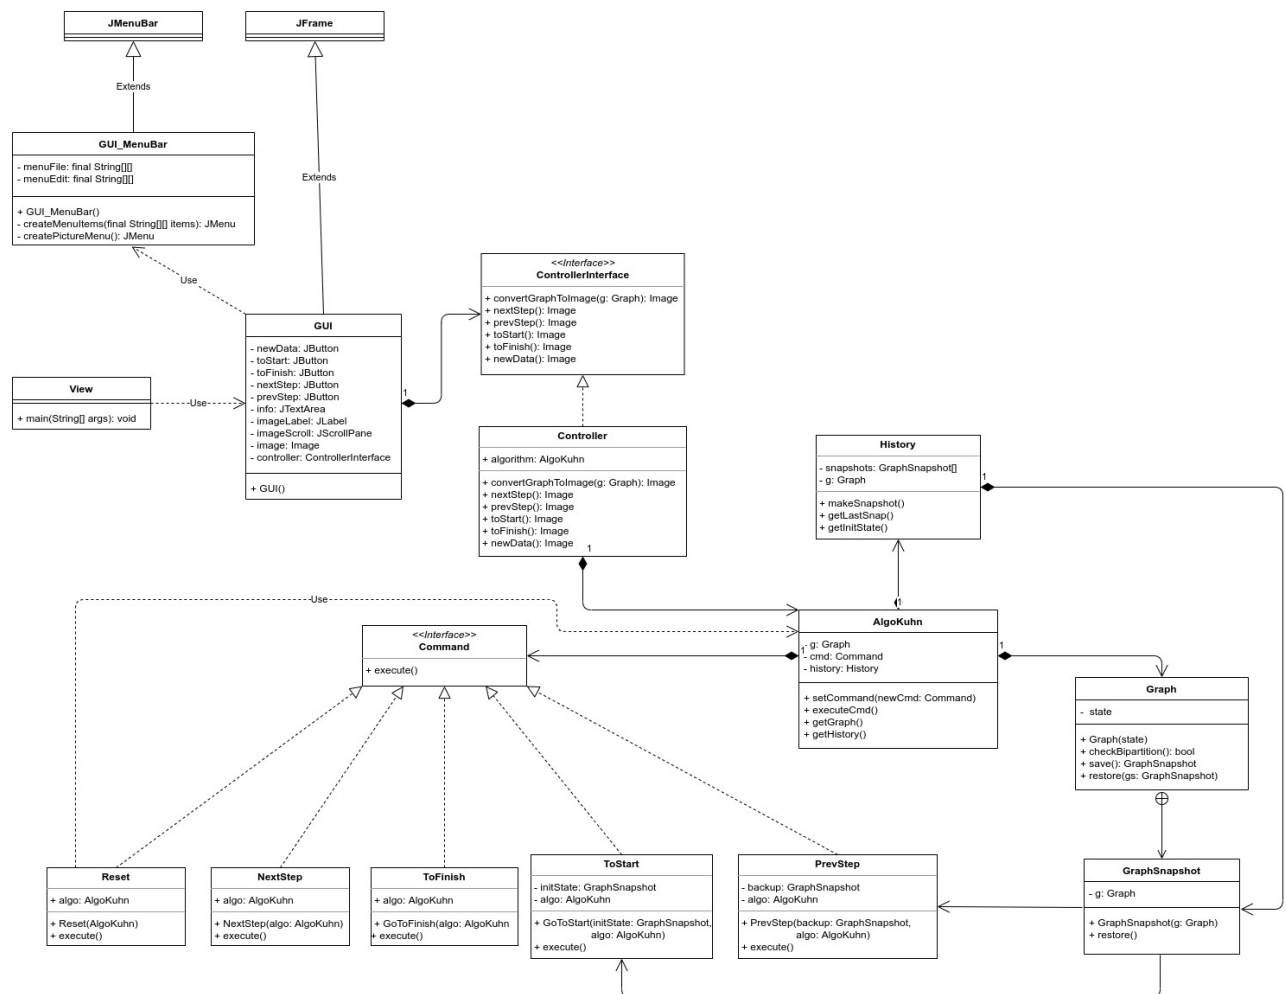 JMenuBar
JFrame
Extends
GUI_MenuBar
- menuFile: final String[][]
- menuEdit: final String[][]
+ GUI_MenuBar()
- createMenuItems(final String[][] items): JMenu
- createPictureMenu(): JMenu
Extends
Use
<<Interface>>
ControllerInterface
+ convertGraphToImage(g: Graph): Image
+ nextStep(): Image
+ prevStep(): Image
+ toStart(): Image
+ toFinish(): Image
+ newData(): Image
GUI
- newData: JButton
- toStart: JButton
- toFinish: JButton
- nextStep: JButton
- prevStep: JButton
- info: JTextArea
- imageLabel: JLabel
- imageScroll: JScrollPane
- image: Image
- controller: ControllerInterface
+ GUI()
1
View
+ main(String[] args): void
Use
Controller
+ algorithm: AlgoKuhn
+ convertGraphToImage(g: Graph): Image
+ nextStep(): Image
+ prevStep(): Image
+ toStart(): Image
+ toFinish(): Image
+ newData(): Image
1
History
- snapshots: GraphSnapshot[]
- g: Graph
+ makeSnapshot()
+ getLastSnap()
+ getInitState()
1
Use
1
AlgoKuhn
- g: Graph
- cmd: Command
- history: History
+ setCommand(newCmd: Command)
+ executeCmd()
+ getGraph()
+ getHistory()
1
1
<<Interface>>
Command
+ execute()
Graph
- state
+ Graph(state)
+ checkBipartition(): bool
+ save(): GraphSnapshot
+ restore(gs: GraphSnapshot)
Reset
+ algo: AlgoKuhn
+ Reset(AlgoKuhn)
+ execute()
NextStep
+ algo: AlgoKuhn
+ NextStep(algo: AlgoKuhn)
+ execute()
ToFinish
+ algo: AlgoKuhn
+ GoToFinish(algo: AlgoKuhn
+ execute()
ToStart
- initState: GraphSnapshot
- algo: AlgoKuhn
+ GoToStart(initState: GraphSnapshot,
algo: AlgoKuhn)
+ execute()
PrevStep
- backup: GraphSnapshot
- algo: AlgoKuhn
+ PrevStep(backup: GraphSnapshot,
algo: AlgoKuhn)
+ execute()
GraphSnapshot
- g: Graph
+ GraphSnapshot(g: Graph)
+ restore()